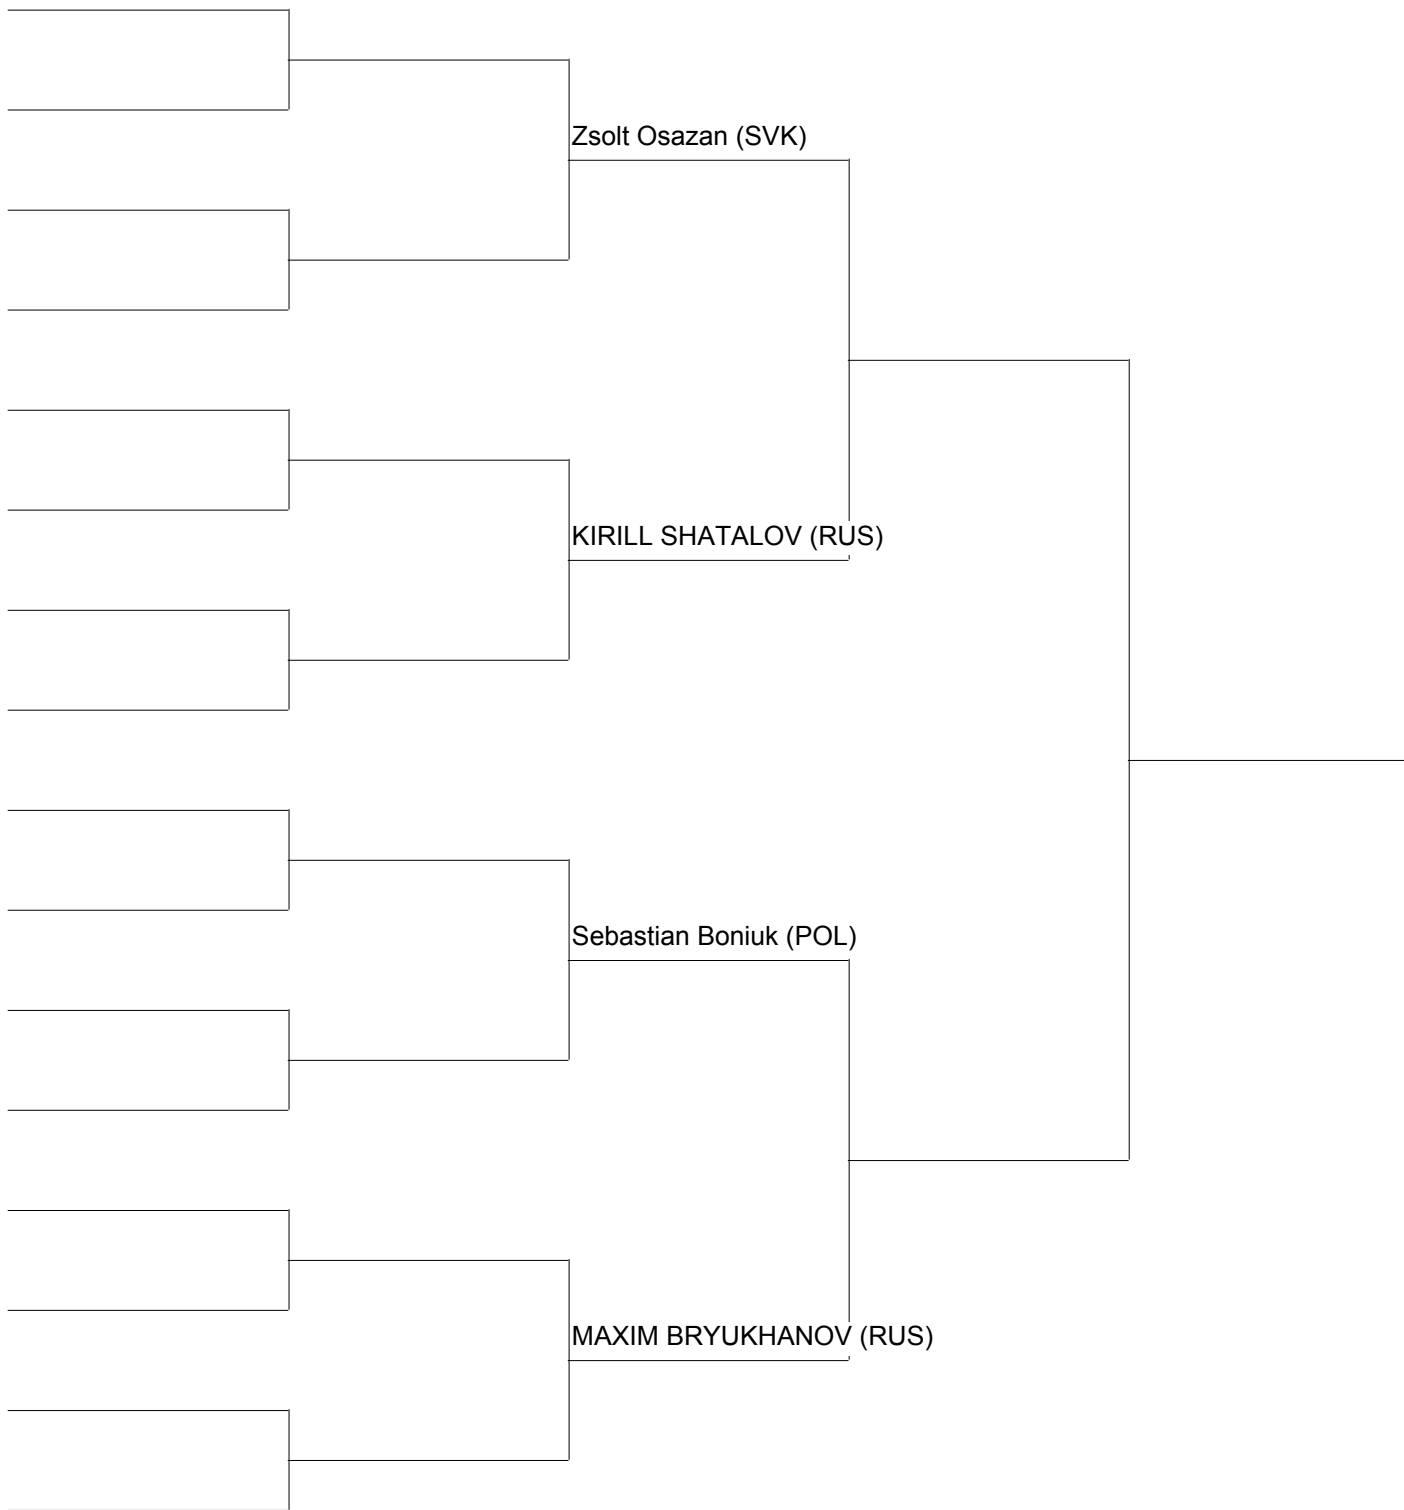 Zsolt Osazan (SVK)
KIRILL SHATALOV (RUS)
Sebastian Boniuk (POL)
MAXIM BRYUKHANOV (RUS)